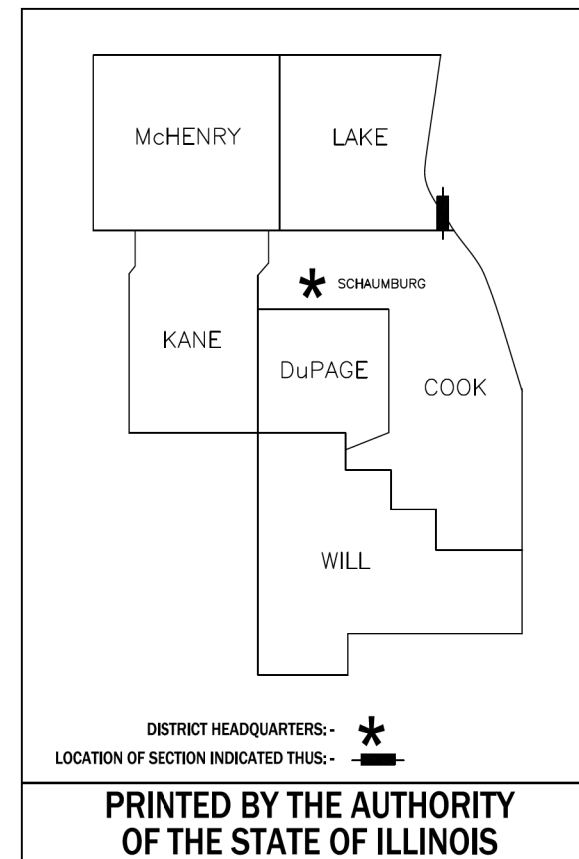 McHENRY
LAKE
SCHAUMBURG
KANE
DuPAGE
COOK
WILL
DISTRICT HEADQUARTERS: -
LOCATION OF SECTION INDICATED THUS: -
PRINTED BY THE AUTHORITY
OF THE STATE OF ILLINOIS